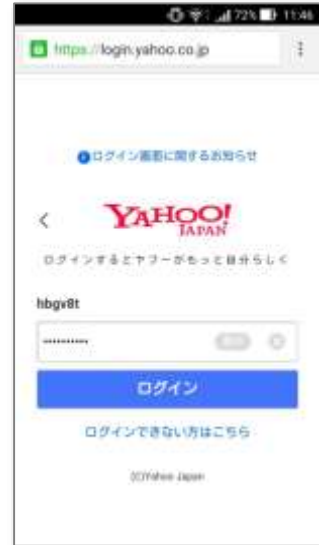 72% 11:46
https://login.yahoo.co.jp
ログイン画面に関するお知らせ
YAHOO!
JAPAN
ログインするとヤフーがもっと自分らしく
hbgv8t
ログイン
ログインできない方はこちら
(C)Yahoo Japan